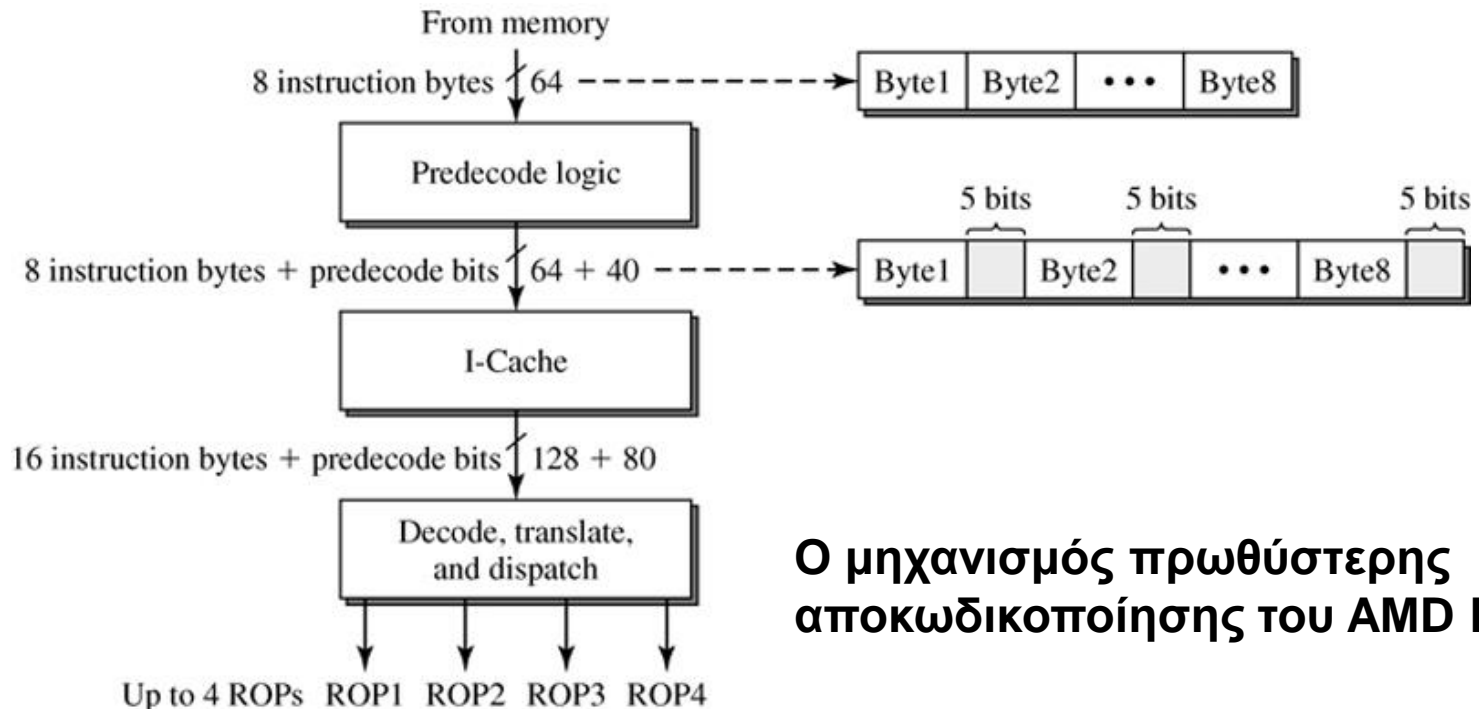 From memory
8 instruction bytes 64
Byte1 Byte2 • • • Byte8
Predecode logic
5 bits 5 bits 5 bits
8 instruction bytes + predecode bits 64 + 40
Byte1 Byte2 • • • Byte8
I-Cache
16 instruction bytes + predecode bits 128 + 80
Decode, translate,
and dispatch
Ο μηχανισμός πρωθύστερης
αποκωδικοποίησης του AMD
Up to 4 ROPs ROP1 ROP2 ROP3 ROP4